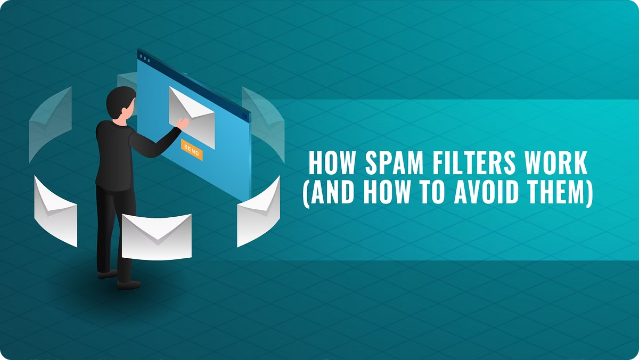 HOW SPAM FILTERS WORK
(AND HOW TO AVOID THEM)
SEND